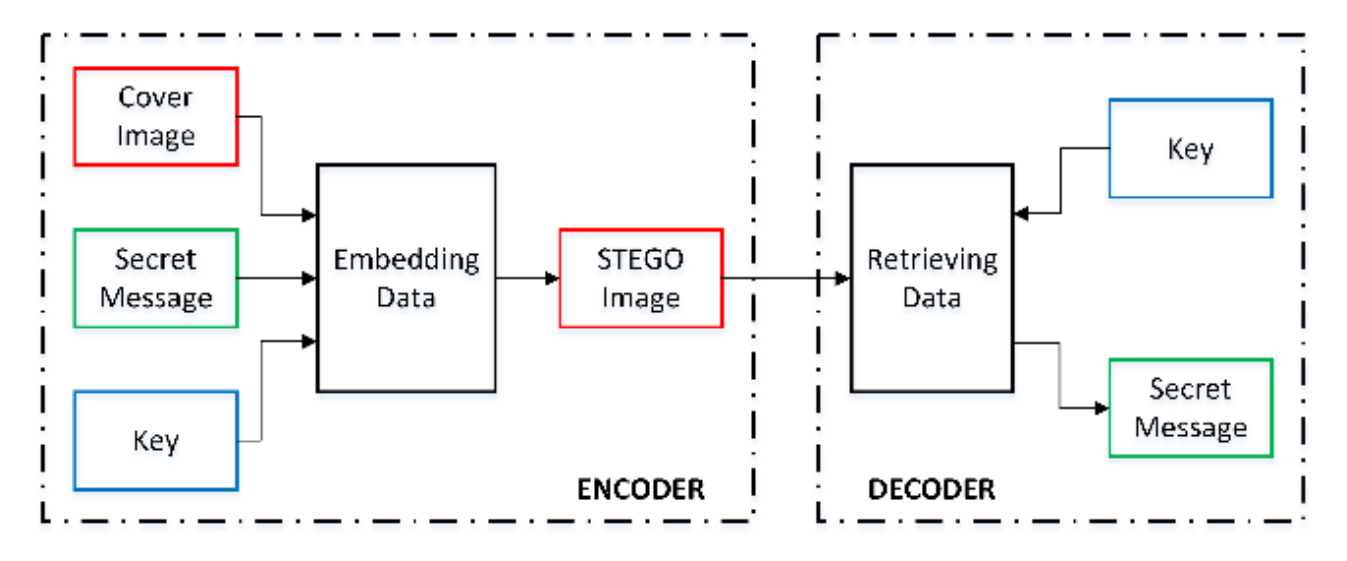 Cover
Image
Secret
Message
Key
Embedding
Data
STEGO
Image
ENCODER
Retrieving
Data
Key
Secret
Message
DECODER